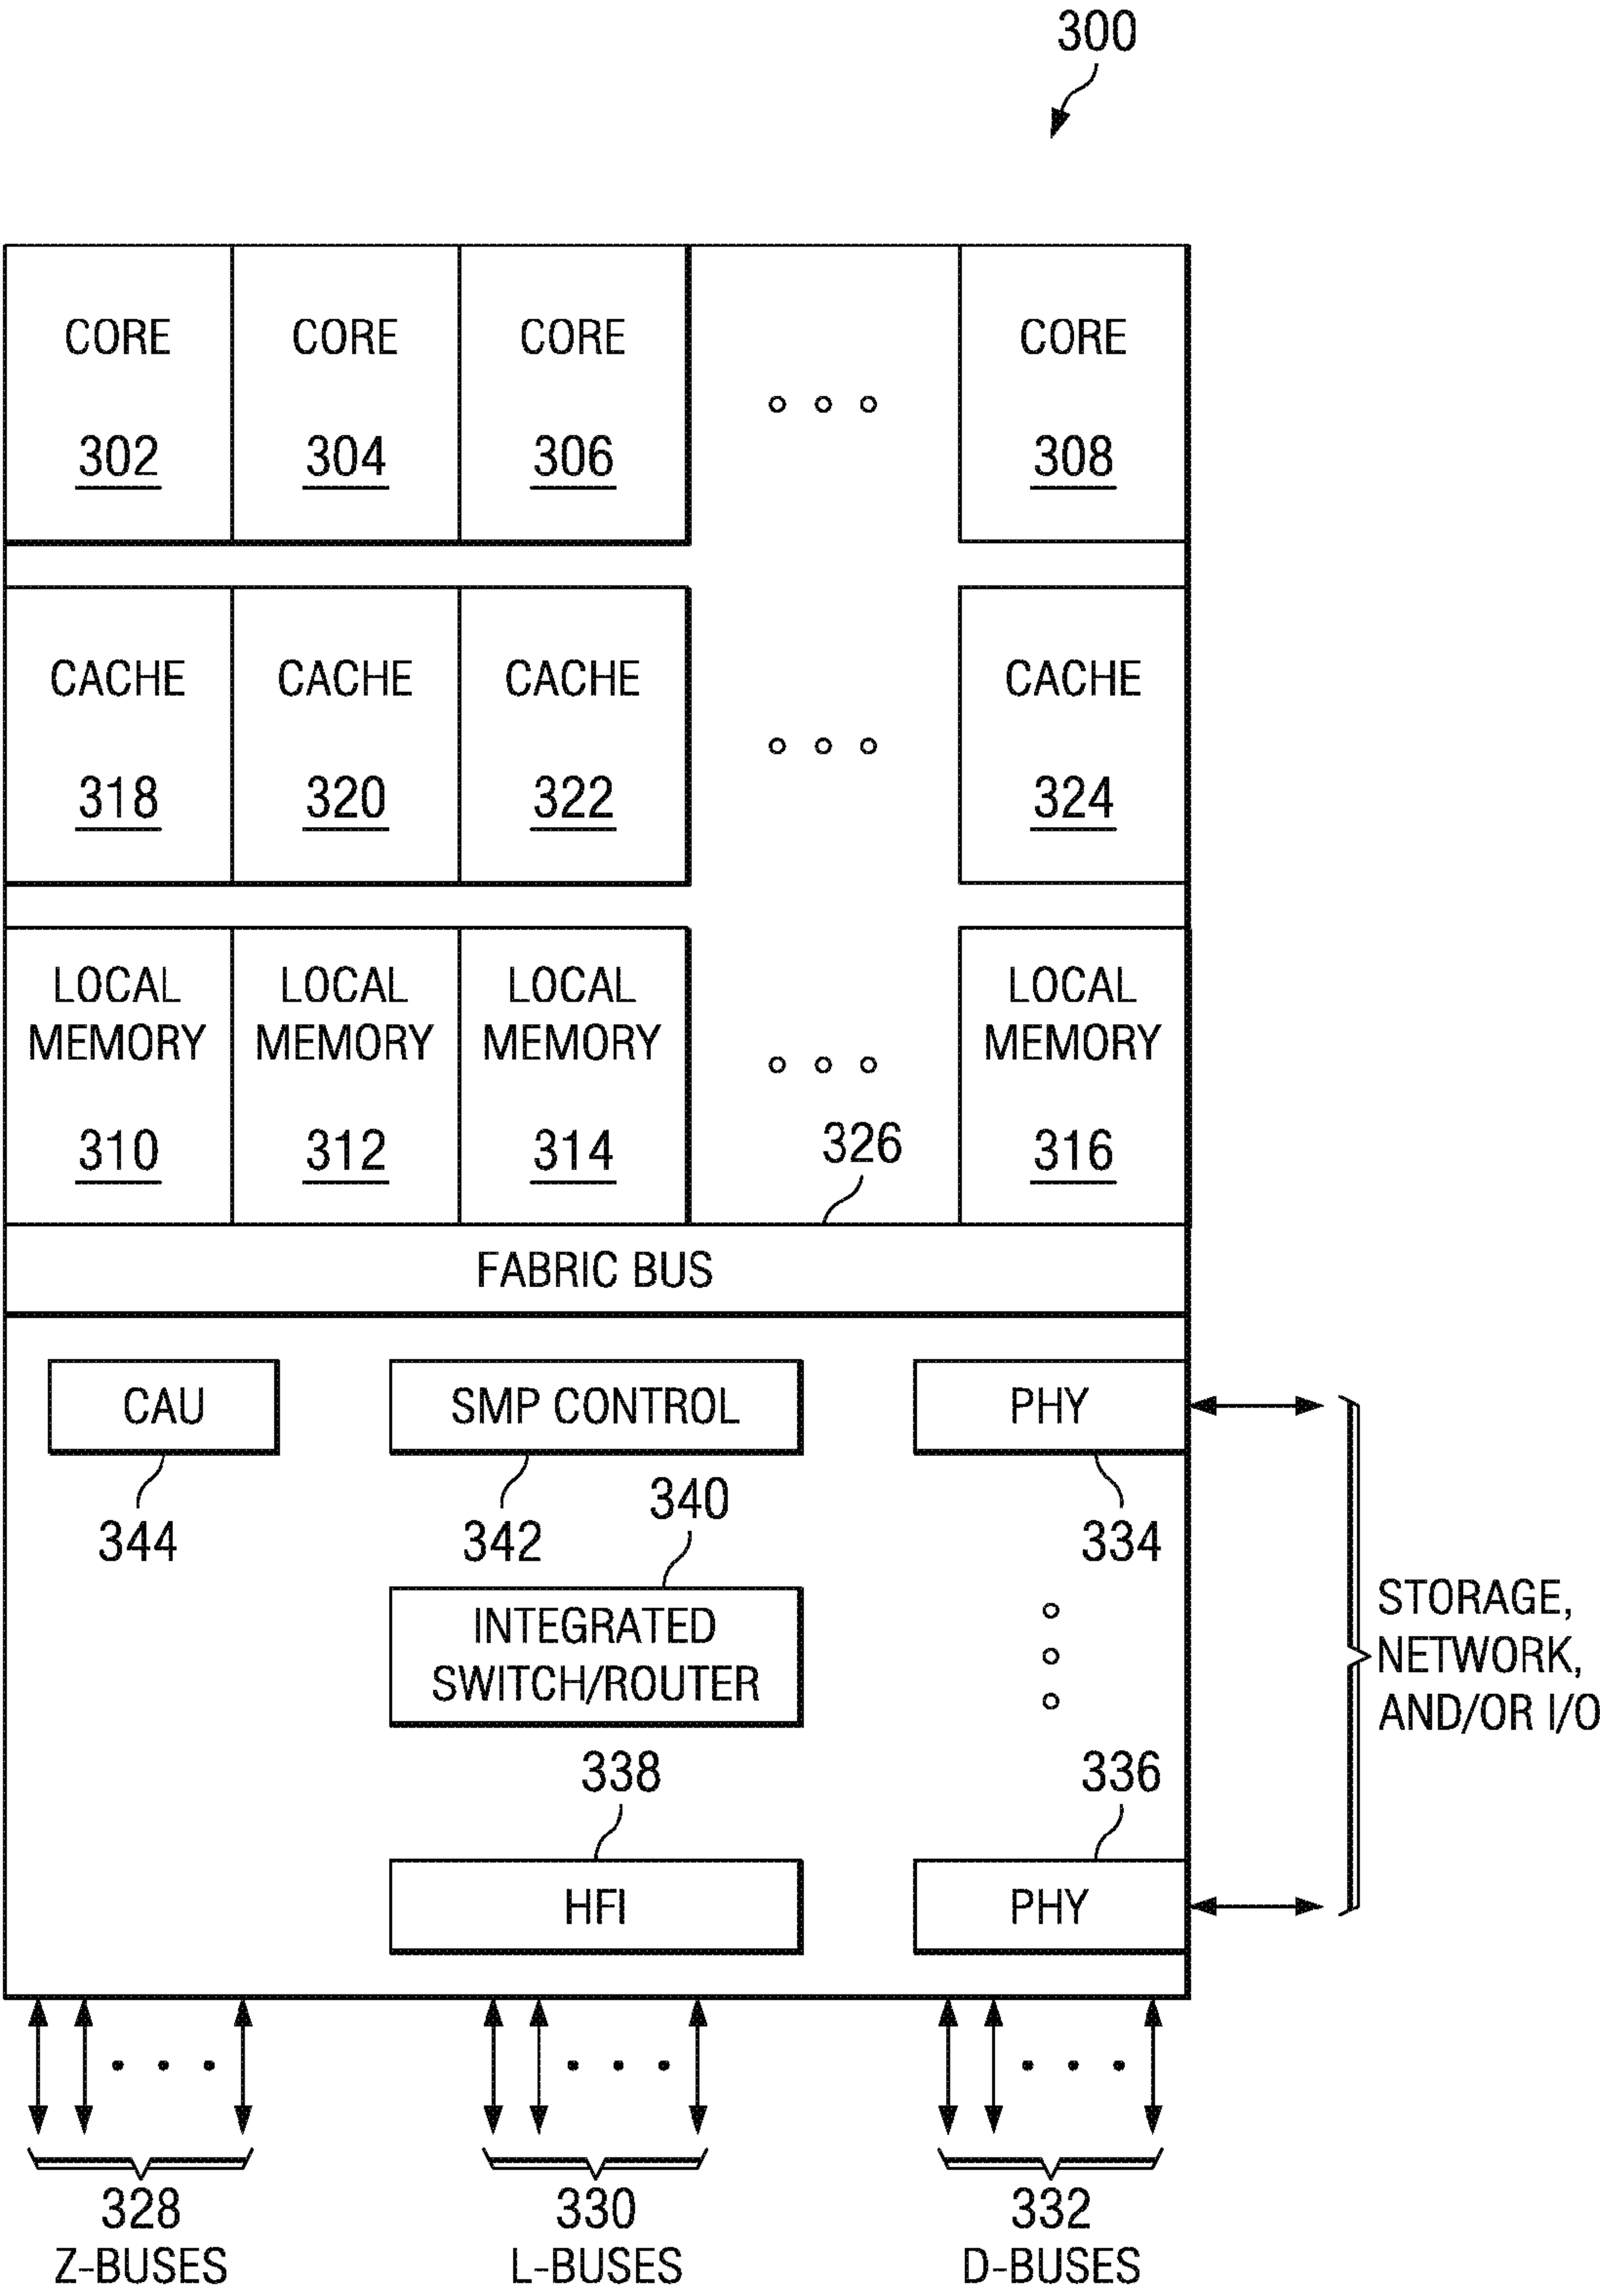 300
CORE CORE CORE CORE
302 304 306 308
CACHE CACHE CACHE CACHE
318 320 322 324
LOCAL LOCAL LOCAL LOCAL
MEMORY MEMORY MEMORY MEMORY
310 312 314 326 316
FABRIC BUS
CAU SMP CONTROL PHY
344 342 340 334
INTEGRATED
SWITCH/ROUTER
STORAGE,
NETWORK,
AND/OR I/O
338 336
HFI PHY
328 330 332
Z-BUSES L-BUSES D-BUSES